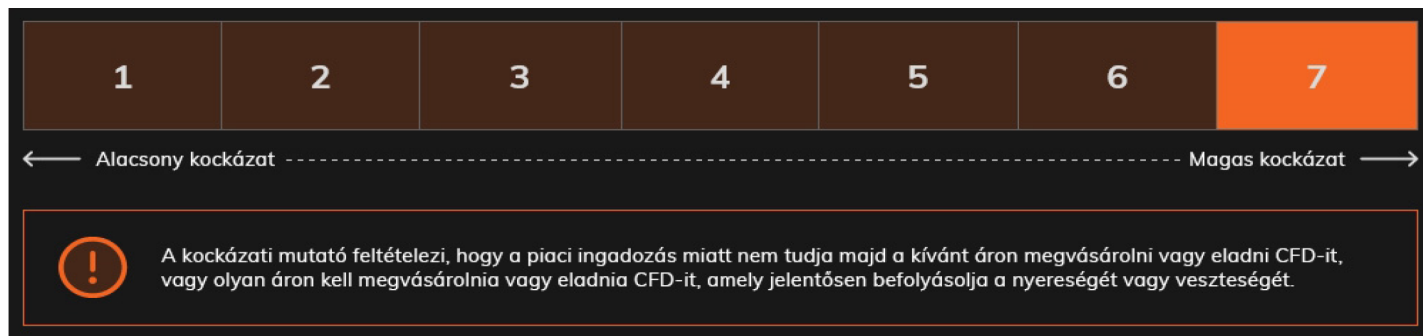 1 2 3 4 5 6 7
Alacsony kockázat Magas kockázat
A kockázati mutató feltételezi, hogy a piaci ingadozás miatt nem tudja majd a kívánt áron megvásárolni vagy eladni CFD-it,
vagy olyan áron kell megvásárolnia vagy eladnia CFD-it, amely jelentősen befolyásolja a nyereségét vagy veszteségét.